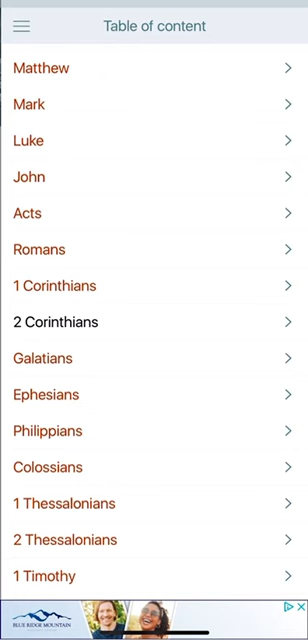 Table of content
Matthew
Mark
Luke
John
Acts
Romans
1 Corinthians
2 Corinthians
Galatians
Ephesians
Philippians
Colossians
1 Thessalonians
2 Thessalonians
1 Timothy
BLUE RIDGE MOUNTAIN